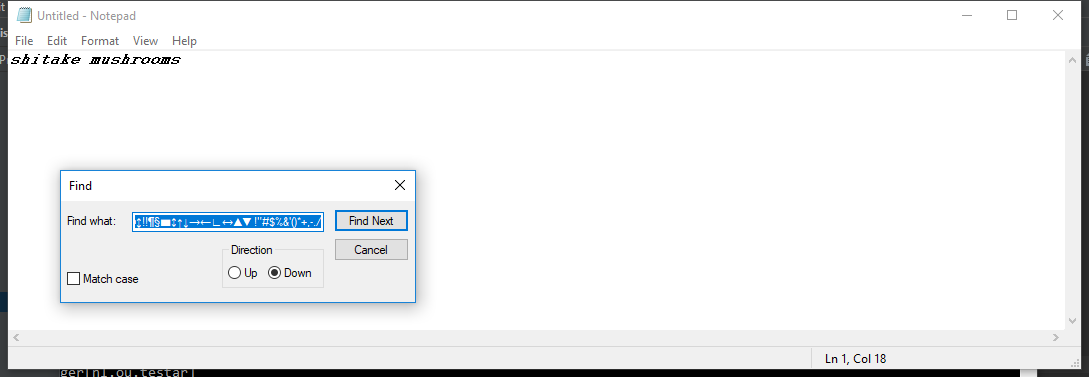 Untitled - Notepad
File Edit Format View Help
shitake mushrooms
Find
Find what: ↨‼¶§▬↨↑↓→←∟↔▲▼ !"#$%&'()*+,-./
Find Next
Direction
Cancel
Up Down
Match case
Ln 1, Col 18
ger[n1.ou.testar]